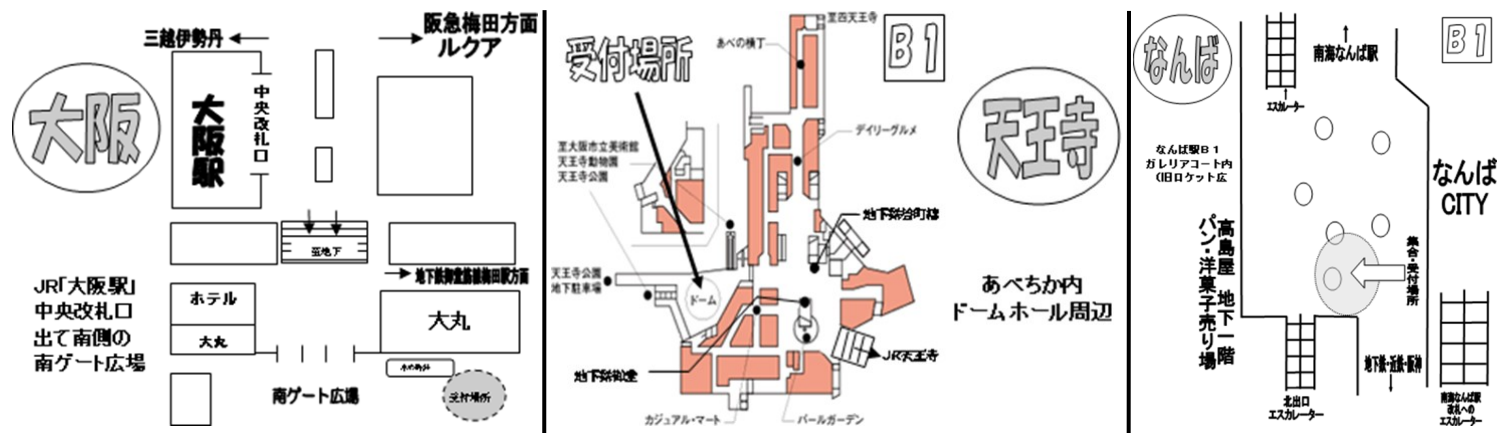 大阪
三越伊勢丹
阪急梅田方面
ルクア
大阪駅
中央改札口
至地下
地下鉄御堂筋線梅田駅方面
JR「大阪駅」
中央改札口
出て南側の
南ゲート広場
ホテル
大丸
大丸
南ゲート広場
水の時計
受付場所
受付場所
B1
天王寺
至四天王寺
あべの横丁
デイリーグルメ
至大阪市立美術館
天王寺動物園
天王寺公園
地下鉄谷町線
天王寺公園
地下駐車場
ドーム
あべちか内
ドームホール周辺
JR天王寺
地下鉄御堂
カジュアル・マート
パールガーデン
なんば
B1
南海なんば駅
エスカレーター
なんば駅B1
ガレリアコート内
(旧ロケット広
なんば
CITY
高島屋 地下一階
パン・洋菓子売り場
集合・受付場所
地下鉄・近鉄・阪神
北出口
エスカレーター
南海なんば駅
改札への
エスカレーター